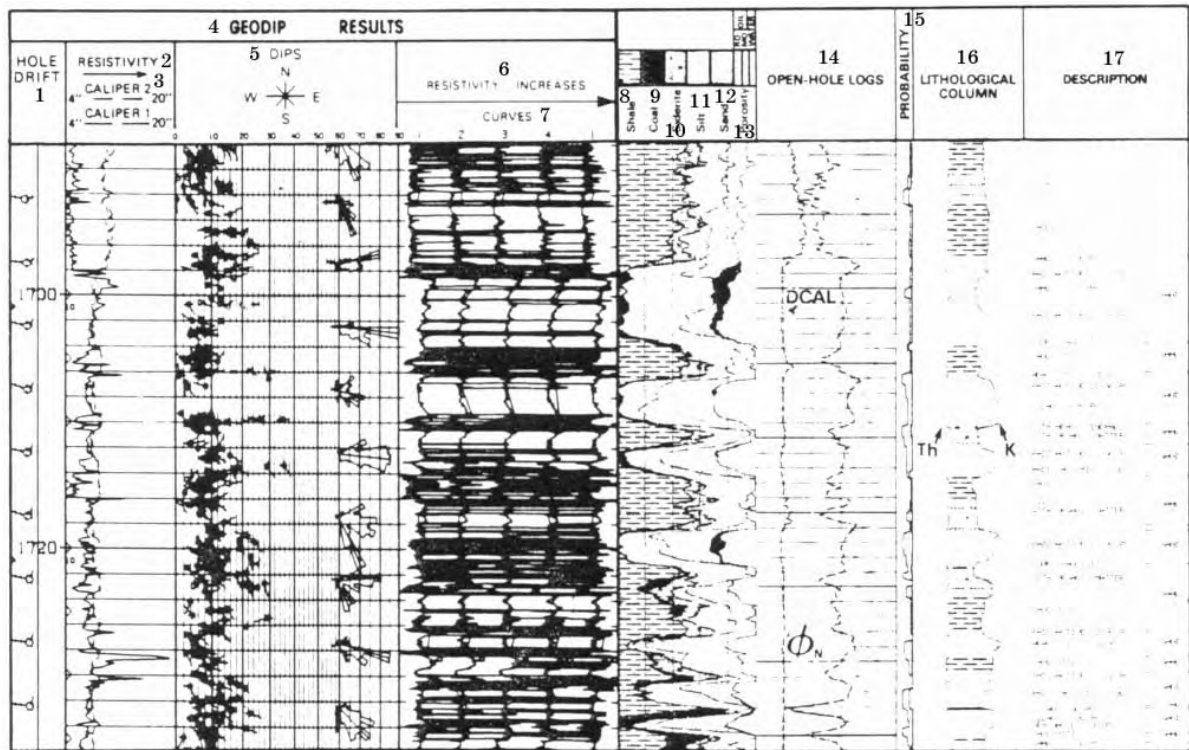 4 GEODIP RESULTS
HOLE DRIFT
1
RESISTIVITY 2
3
CALIPER 2
4" 20"
CALIPER 1
4" 20"
5 DIPS
N
W E
S
0 10 20 30 40 50 60 70 80 90
6
RESISTIVITY INCREASES
CURVES 7
1 2 3 4
8 9 10 11 12 13
Shale
Coal
Silt
Sand
Porosity
OIL
WATER
14
OPEN-HOLE LOGS
15
PROBABILITY
16
LITHOLOGICAL COLUMN
17
DESCRIPTION
1700
DCAL
Th
K
1720
ϕN